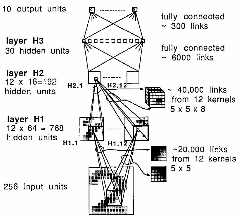 10 output units
fully connected
~ 300 links
layer H3
30 hidden units
fully connected
~ 6000 links
layer H2
12 x 16=192
hidden units
H2.1
H2.12
~ 40,000 links
from 12 kernels
5 x 5 x 8
layer H1
12 x 64 = 768
hidden units
H1.1
H1.12
~20,000 links
from 12 kernels
5 x 5
256 input units